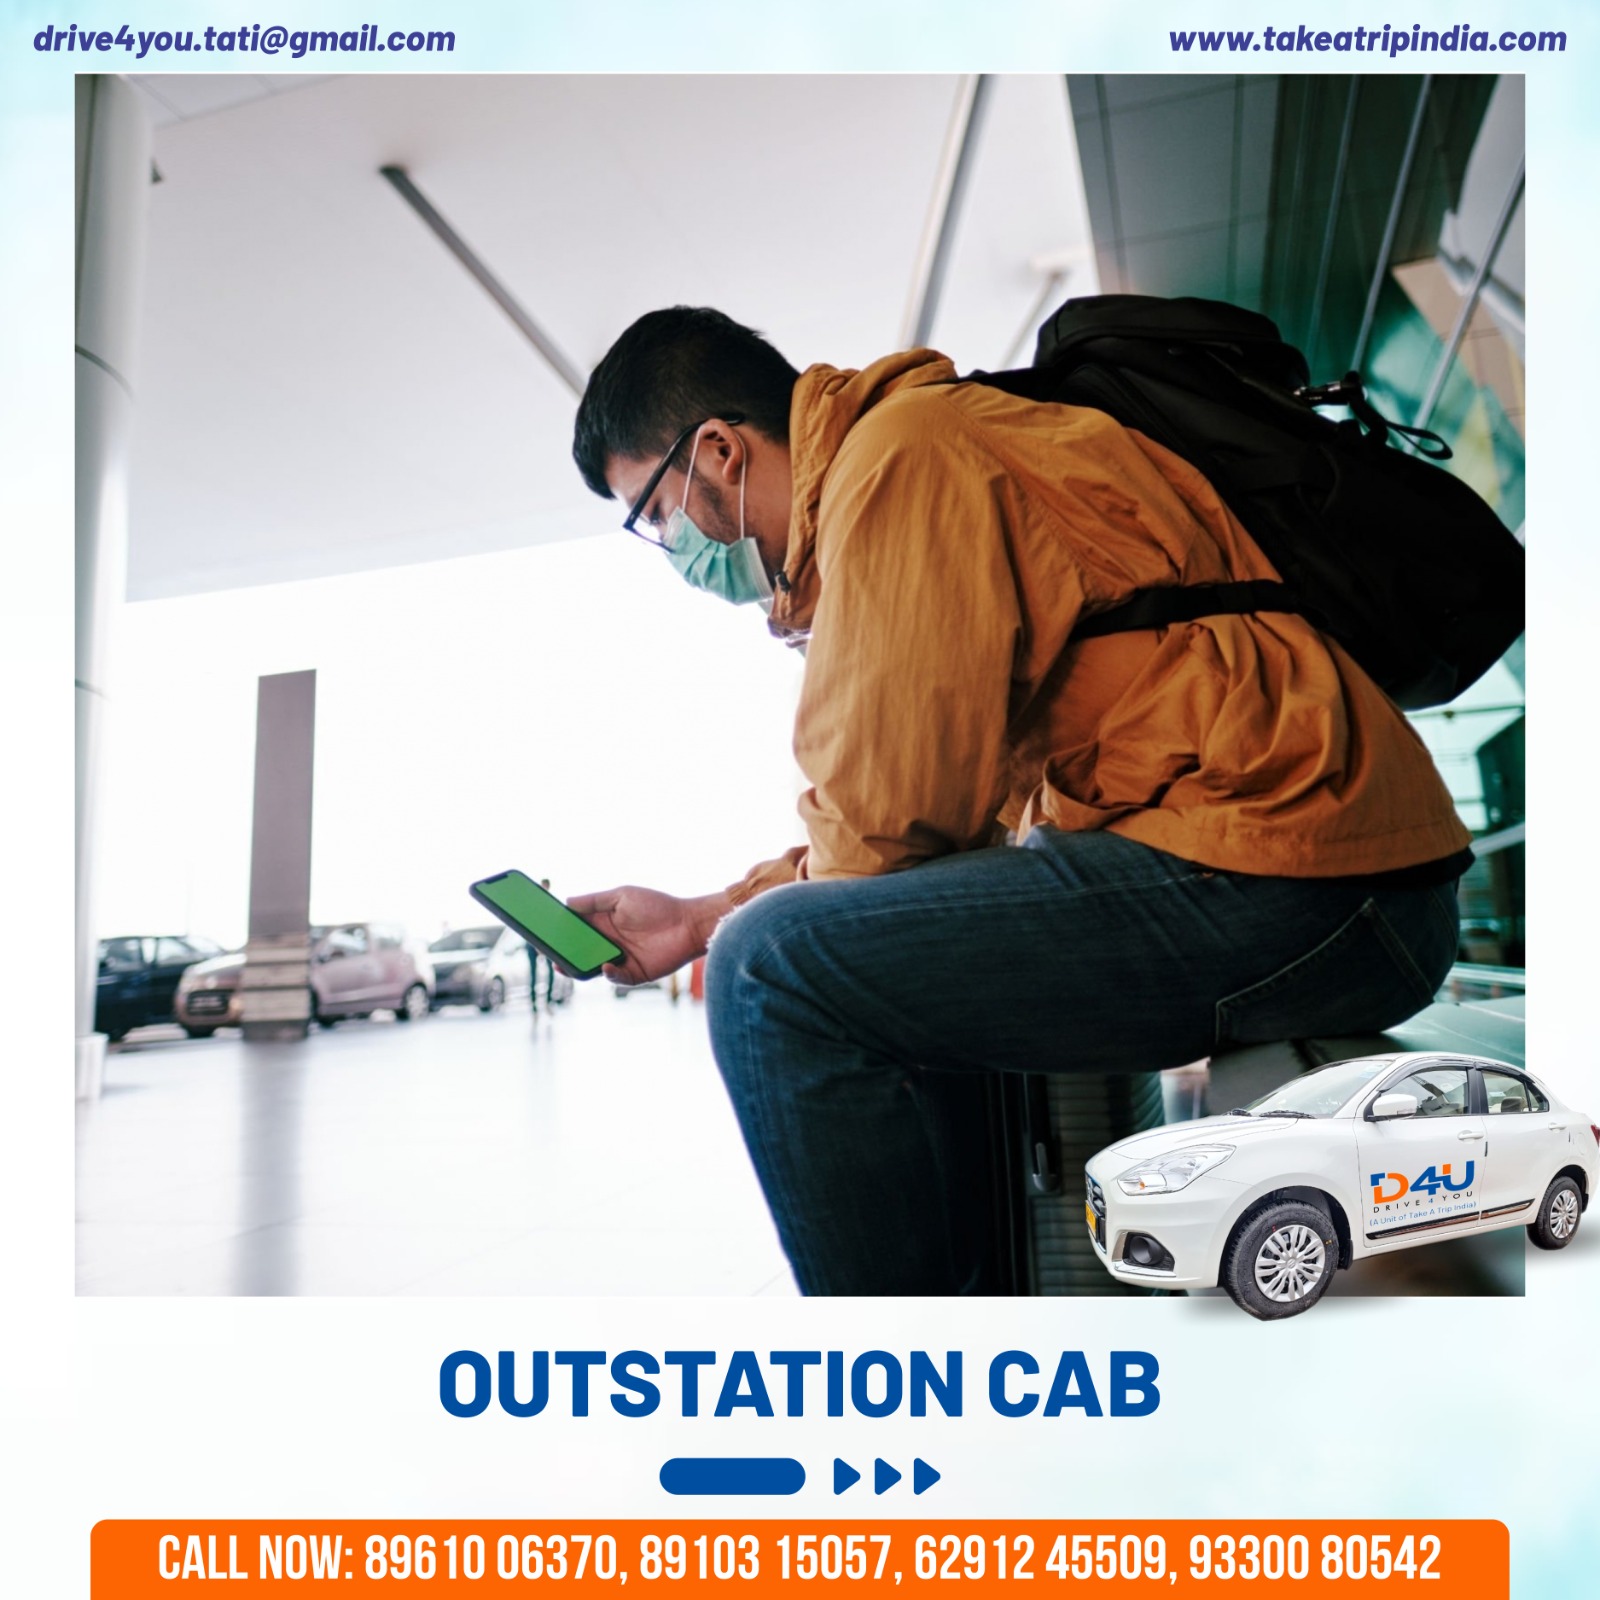 drive4you.tati@gmail.com
www.takeatripindia.com
D4U
DRIVE 4 YOU
(A Unit of Take A Trip India)
OUTSTATION CAB
CALL NOW: 89610 06370, 89103 15057, 62912 45509, 93300 80542